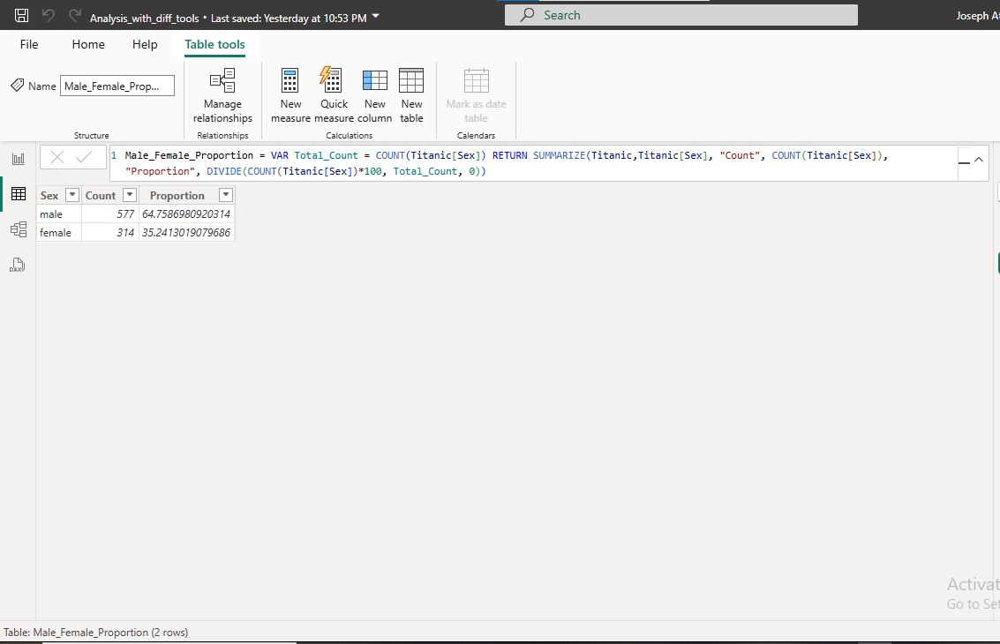 Analysis_with_diff_tools • Last saved: Yesterday at 10:53 PM
Search
Joseph
File Home Help Table tools
Name Male_Female_Prop...
Manage relationships
New measure
Quick measure
New column
New table
Mark as date table
Structure
Relationships
Calculations
Calendars
1 Male_Female_Proportion = VAR Total_Count = COUNT(Titanic[Sex]) RETURN SUMMARIZE(Titanic,Titanic[Sex], "Count", COUNT(Titanic[Sex]),
"Proportion", DIVIDE(COUNT(Titanic[Sex])*100, Total_Count, 0))
Sex Count Proportion
male 577 64.7586980920314
female 314 35.2413019079686
DAX
Activat
Go to Set
Table: Male_Female_Proportion (2 rows)